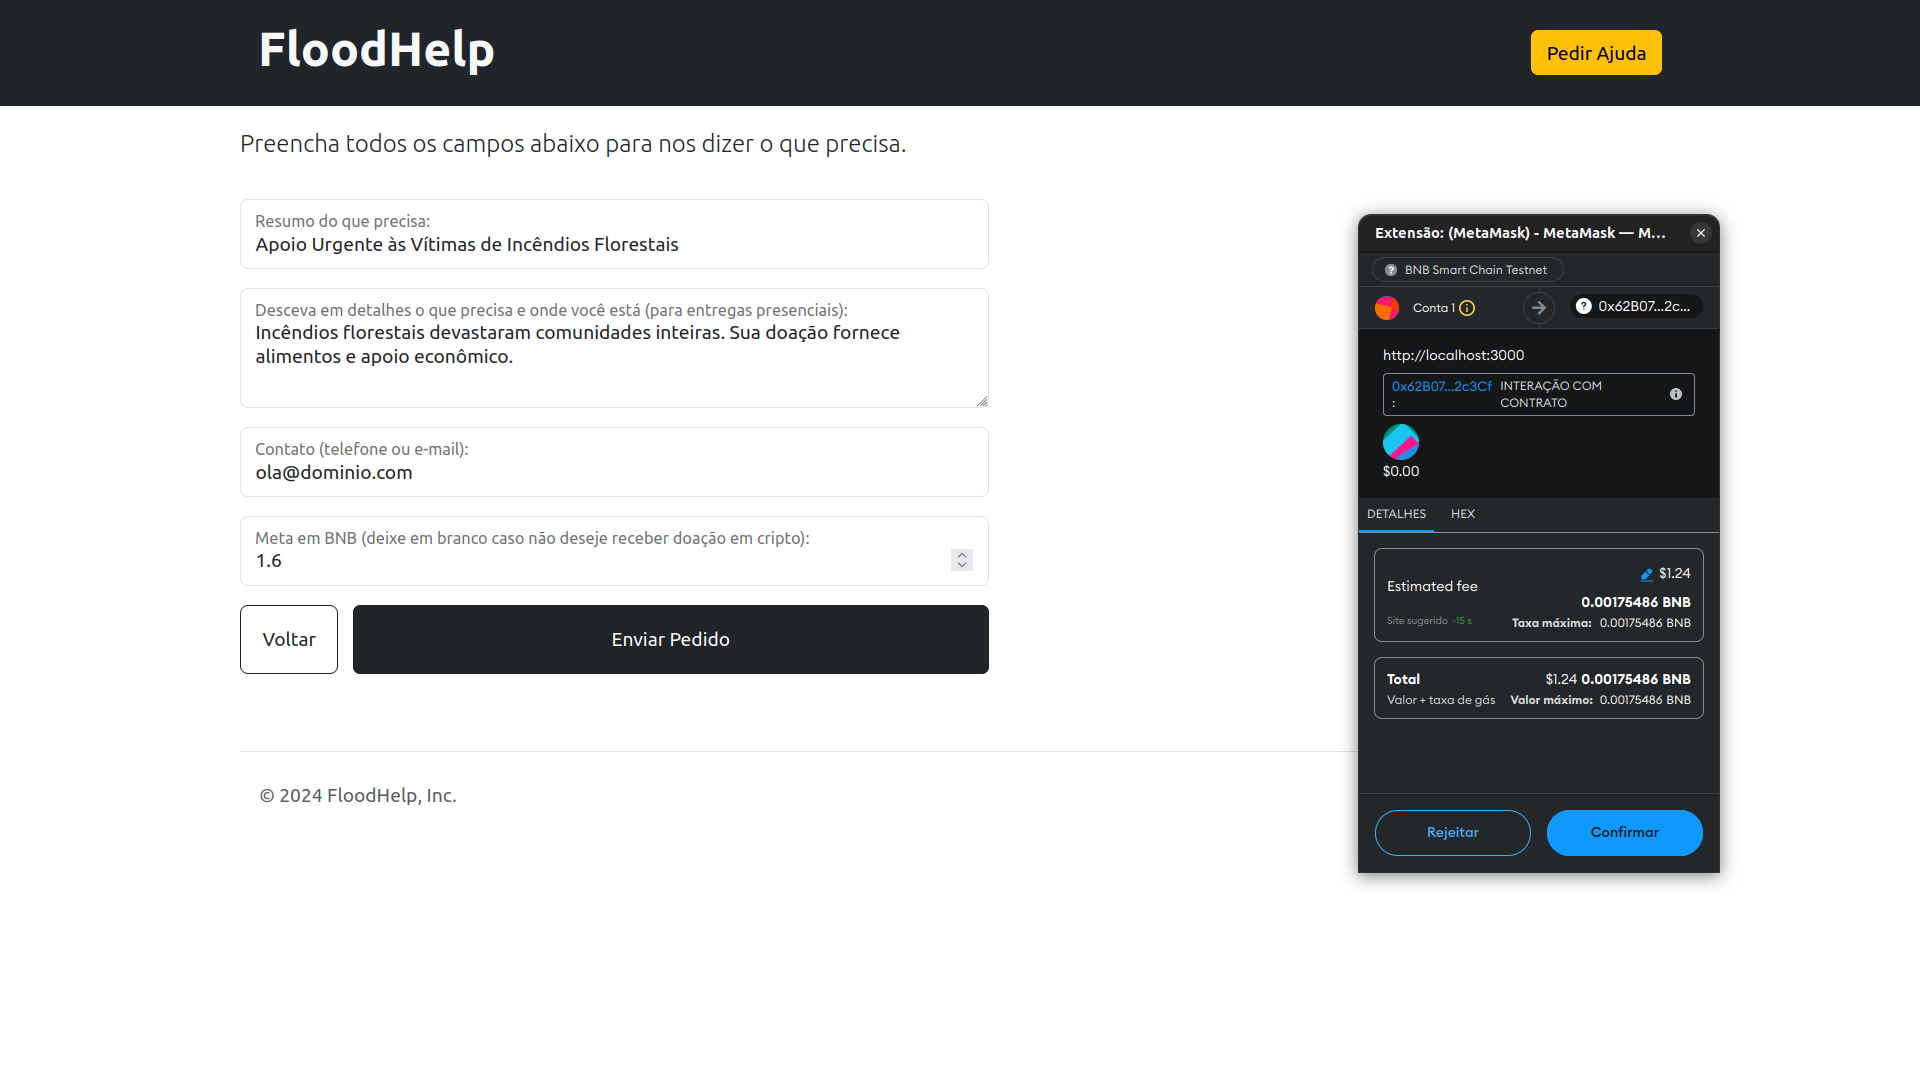 FloodHelp
Pedir Ajuda
Preencha todos os campos abaixo para nos dizer o que precisa.
Resumo do que precisa:
Apoio Urgente às Vítimas de Incêndios Florestais
Desceva em detalhes o que precisa e onde você está (para entregas presenciais):
Incêndios florestais devastaram comunidades inteiras. Sua doação fornece
alimentos e apoio econômico.
Contato (telefone ou e-mail):
ola@dominio.com
Meta em BNB (deixe em branco caso não deseje receber doação em cripto):
1.6
Voltar
Enviar Pedido
© 2024 FloodHelp, Inc.
Extensão: (MetaMask) - MetaMask — M...
BNB Smart Chain Testnet
Conta 1
0x62B07...2c...
http://localhost:3000
0x62B07...2c3Cf INTERAÇÃO COM
: CONTRATO
$0.00
DETALHES HEX
$1.24
Estimated fee
0.00175486 BNB
Site sugerido ~15 s Taxa máxima: 0.00175486 BNB
Total $1.24 0.00175486 BNB
Valor + taxa de gás Valor máximo: 0.00175486 BNB
Rejeitar
Confirmar